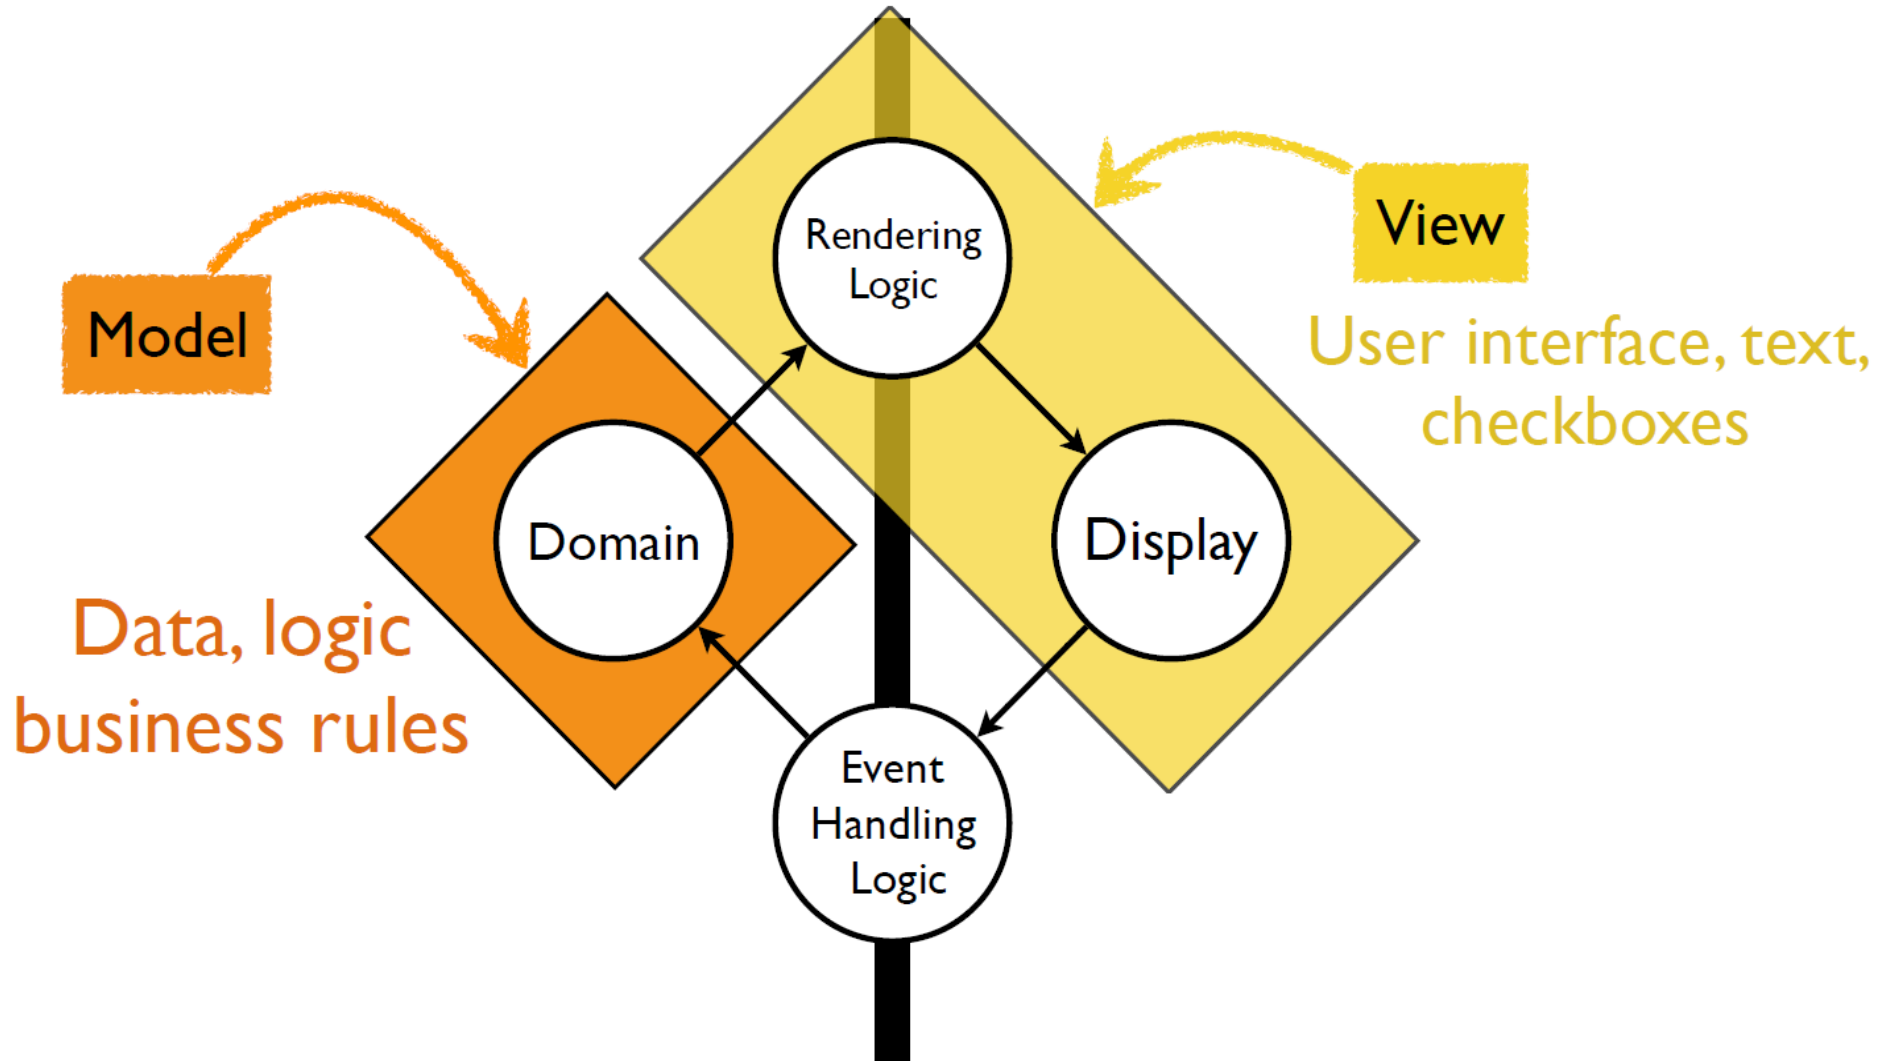 Rendering
Logic
View
Model
User interface, text,
checkboxes
Domain
Display
Data, logic
business rules
Event
Handling
Logic